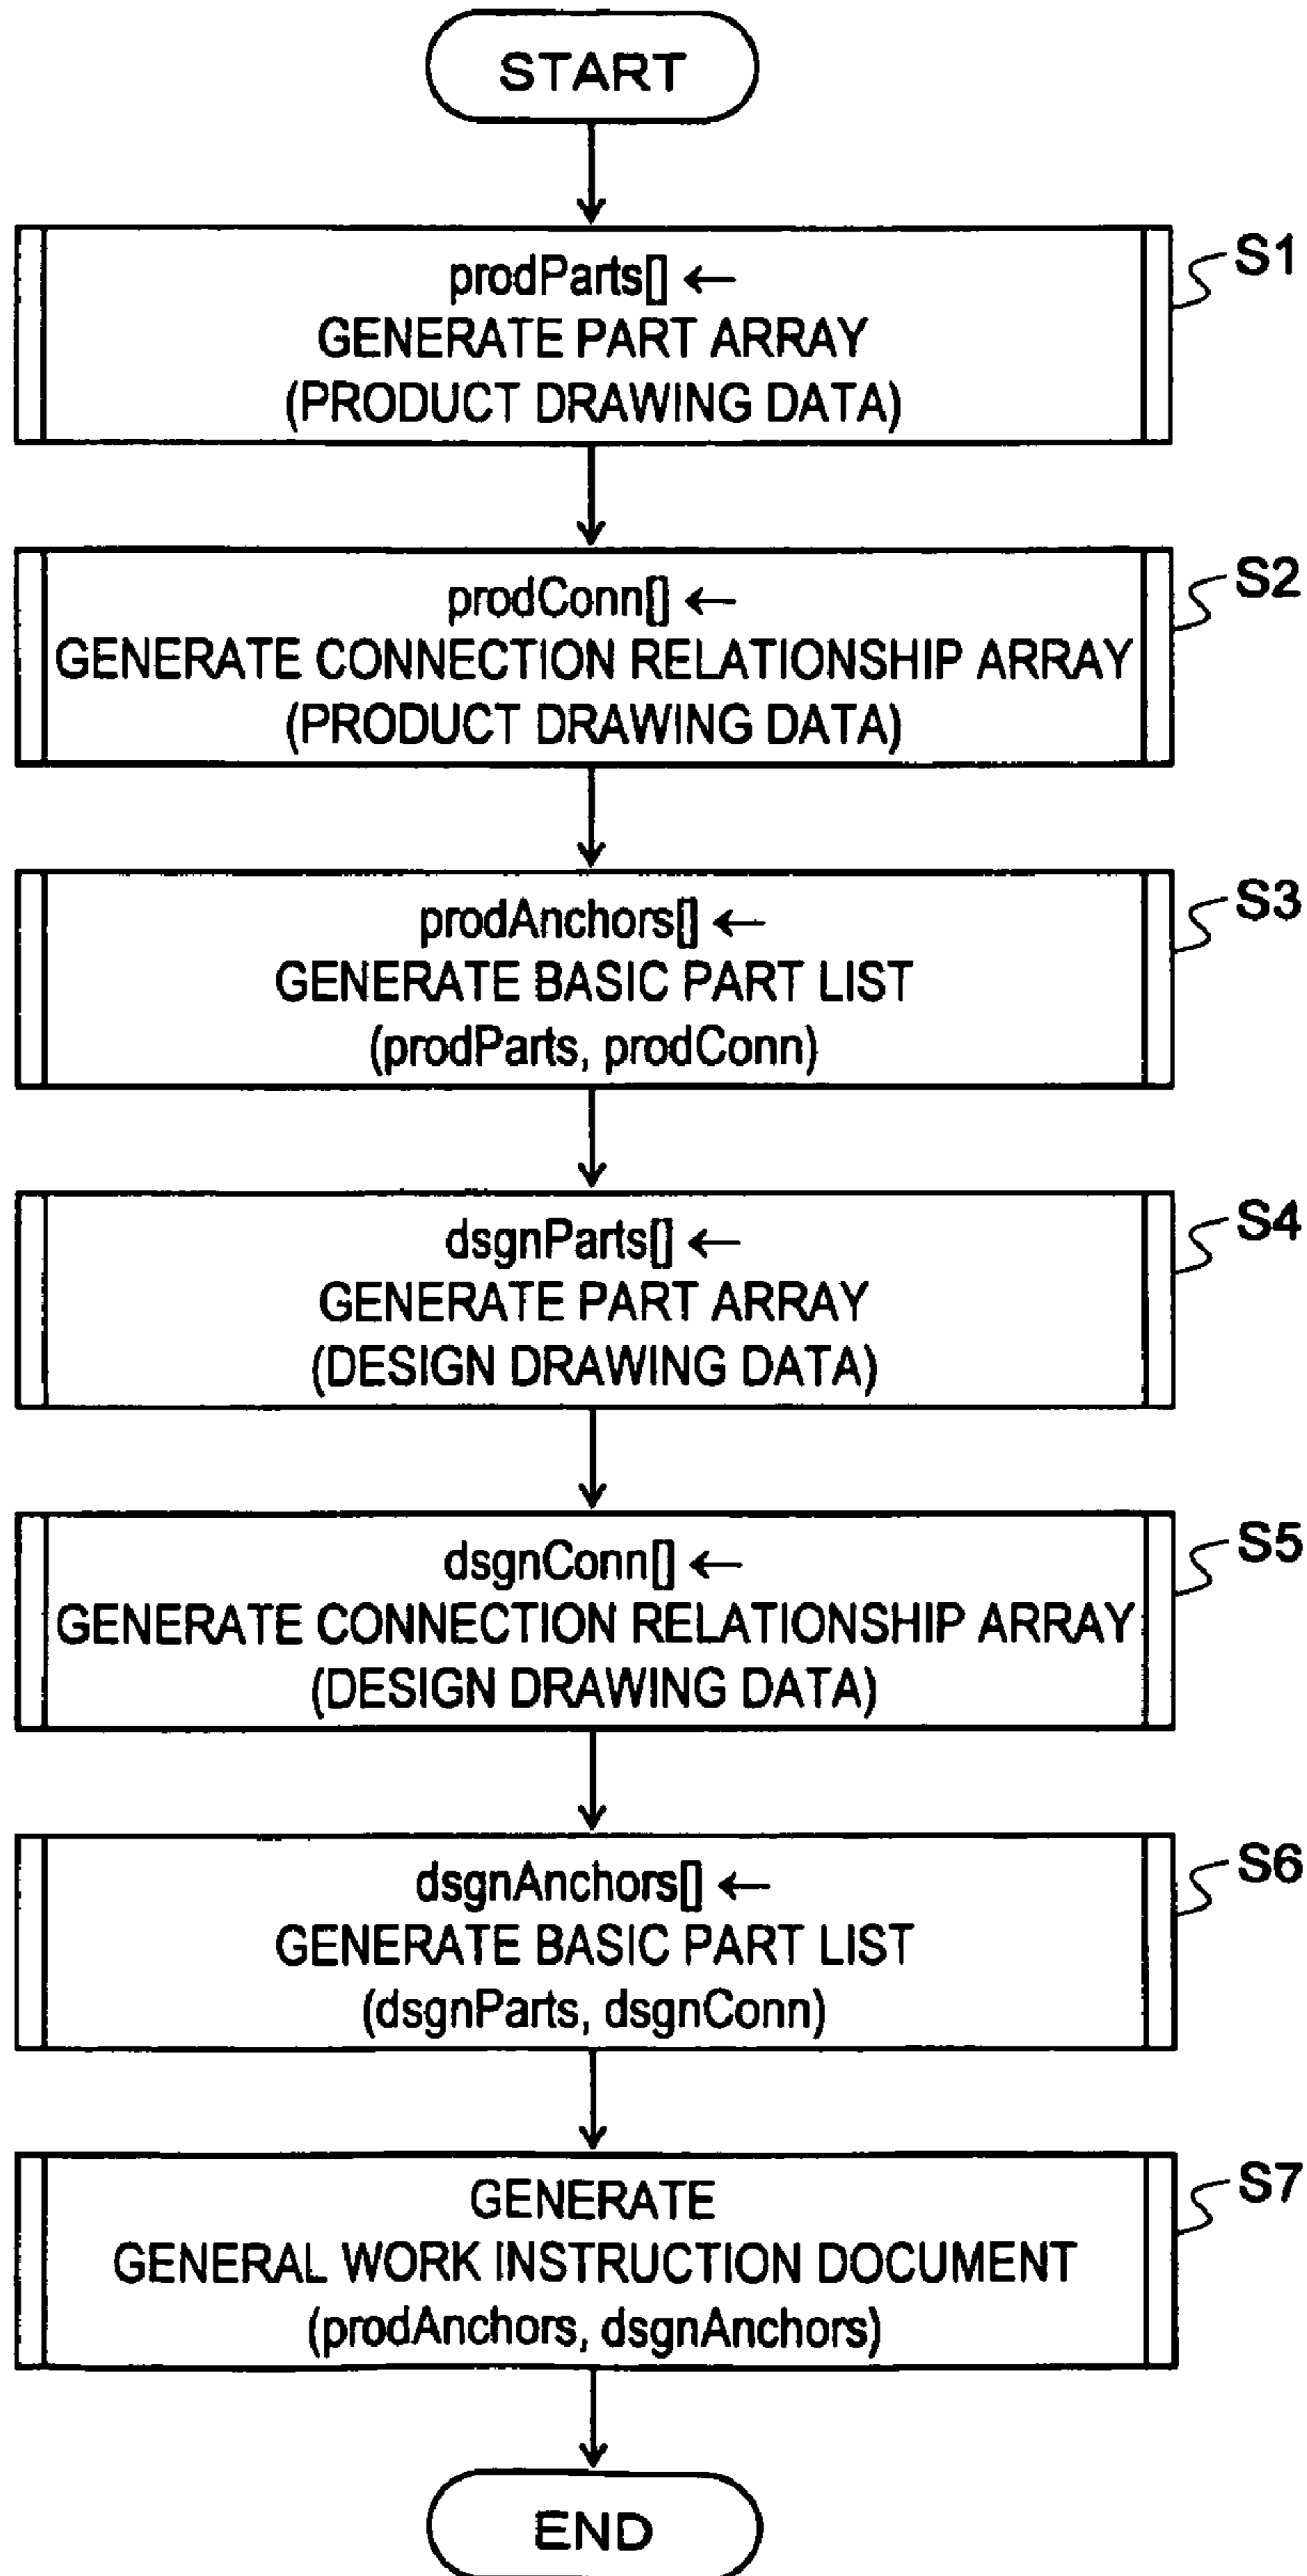 START
prodParts[] ←
GENERATE PART ARRAY
(PRODUCT DRAWING DATA)
S1
prodConn[] ←
GENERATE CONNECTION RELATIONSHIP ARRAY
(PRODUCT DRAWING DATA)
S2
prodAnchors[] ←
GENERATE BASIC PART LIST
(prodParts, prodConn)
S3
dsgnParts[] ←
GENERATE PART ARRAY
(DESIGN DRAWING DATA)
S4
dsgnConn[] ←
GENERATE CONNECTION RELATIONSHIP ARRAY
(DESIGN DRAWING DATA)
S5
dsgnAnchors[] ←
GENERATE BASIC PART LIST
(dsgnParts, dsgnConn)
S6
GENERATE
GENERAL WORK INSTRUCTION DOCUMENT
(prodAnchors, dsgnAnchors)
S7
END